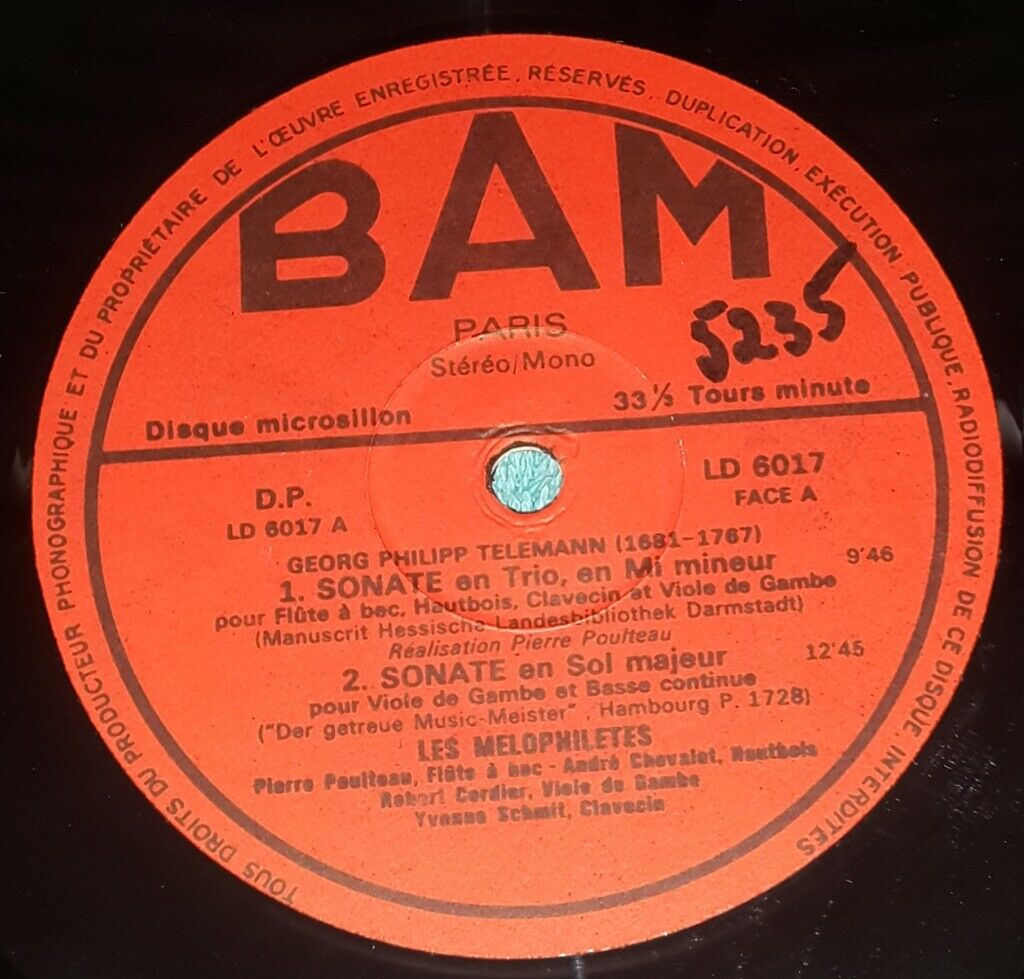 TOUS DROITS DU PRODUCTEUR PHONOGRAPHIQUE ET DU PROPRIÉTAIRE DE L'ŒUVRE ENREGISTRÉE, RÉSERVÉS. DUPLICATION, EXÉCUTION PUBLIQUE, RADIODIFFUSION DE CE DISQUE INTERDITES
BAM
PARIS
5235
Stéréo/Mono
Disque microsillon
33 ⅓ Tours minute
D.P.
LD 6017
LD 6017 A
FACE A
GEORG PHILIPP TELEMANN (1681-1767)
1. SONATE en Trio, en Mi mineur 9'46
pour Flûte à bec, Hautbois, Clavecin et Viole de Gambe
(Manuscrit Hessische Landesbibliothek Darmstadt)
Réalisation Pierre Poulteau
2. SONATE en Sol majeur 12'45
pour Viole de Gambe et Basse continue
("Der getreue Music-Meister", Hambourg P. 1728)
LES MELOPHILETES
Pierre Poulteau, Flûte à bec - André Chevalet, Hautbois
Robert Cordier, Viole de Gambe
Yvonne Schmit, Clavecin